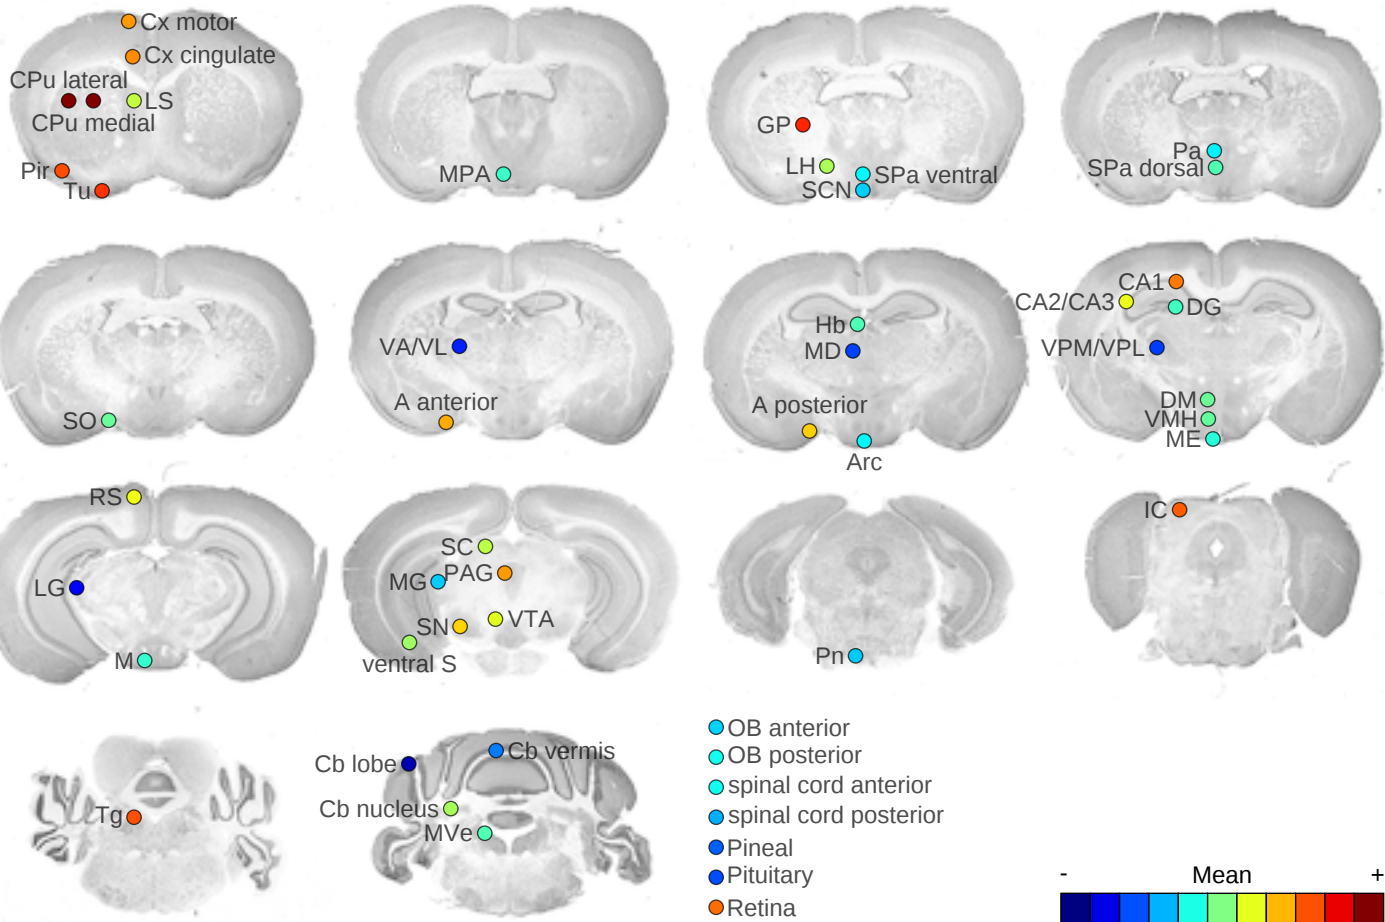 Cx motor
Cx cingulate
CPu lateral
LS
CPu medial
Pir
Tu
MPA
GP
LH
SPa ventral
SCN
Pa
SPa dorsal
SO
VA/VL
A anterior
Hb
MD
A posterior
Arc
CA1
CA2/CA3
DG
VPM/VPL
DM
VMH
ME
RS
LG
M
SC
MG
PAG
SN
VTA
ventral S
Pn
IC
Tg
Cb lobe
Cb vermis
Cb nucleus
MVe
OB anterior
OB posterior
spinal cord anterior
spinal cord posterior
Pineal
Pituitary
Retina
- Mean +